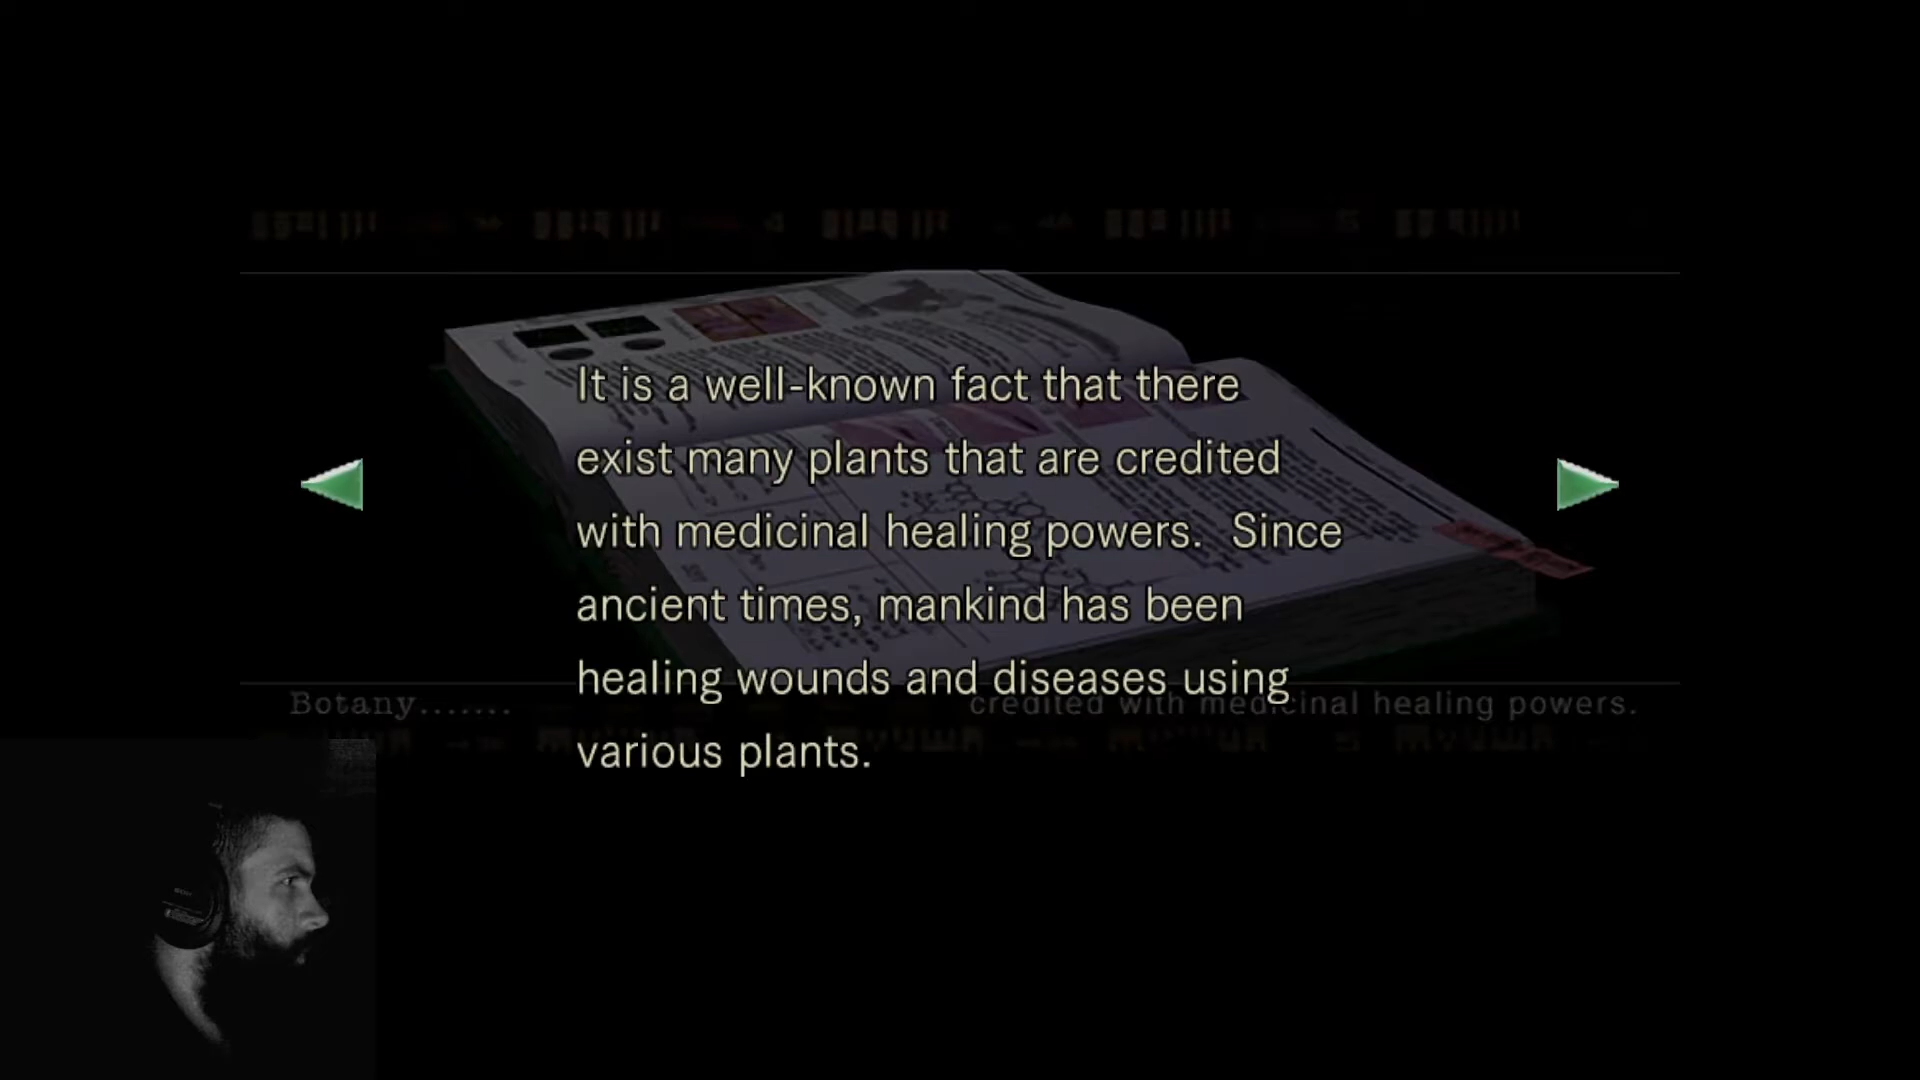 It is a well-known fact that there
exist many plants that are credited
with medicinal healing powers.  Since
ancient times, mankind has been
healing wounds and diseases using
various plants.
Botany.......
credited with medicinal healing powers.